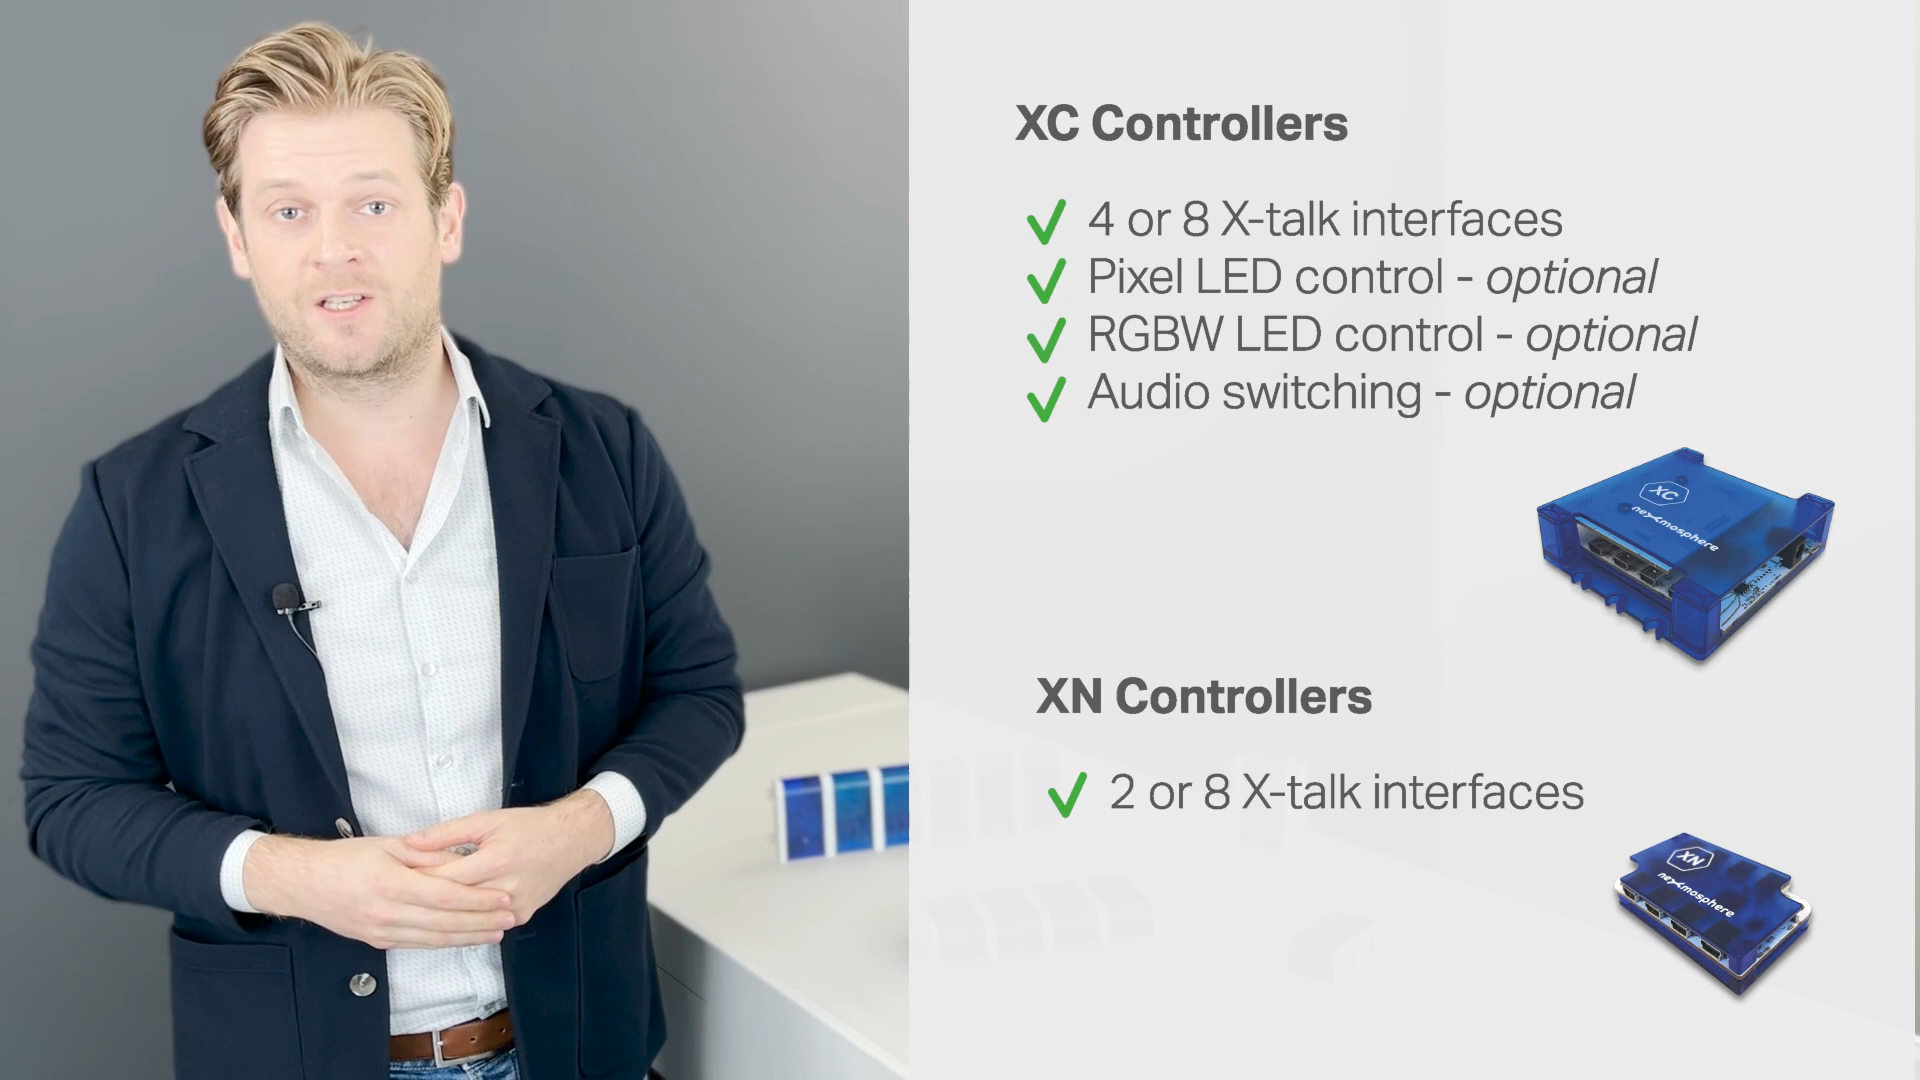 XC Controllers
4 or 8 X-talk interfaces
Pixel LED control - optional
RGBW LED control - optional
Audio switching - optional
XC
nexmosphere
XN Controllers
2 or 8 X-talk interfaces
XN
nexmosphere